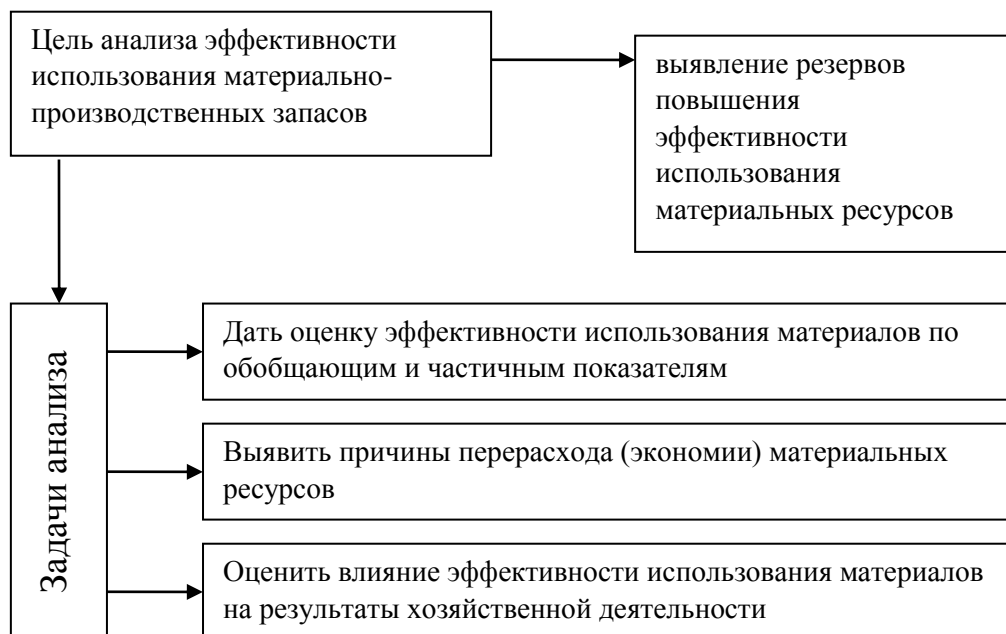 Цель анализа эффективности
использования материально-
производственных запасов
выявление резервов
повышения
эффективности
использования
материальных ресурсов
Задачи анализа
Дать оценку эффективности использования материалов по
обобщающим и частичным показателям
Выявить причины перерасхода (экономии) материальных
ресурсов
Оценить влияние эффективности использования материалов
на результаты хозяйственной деятельности